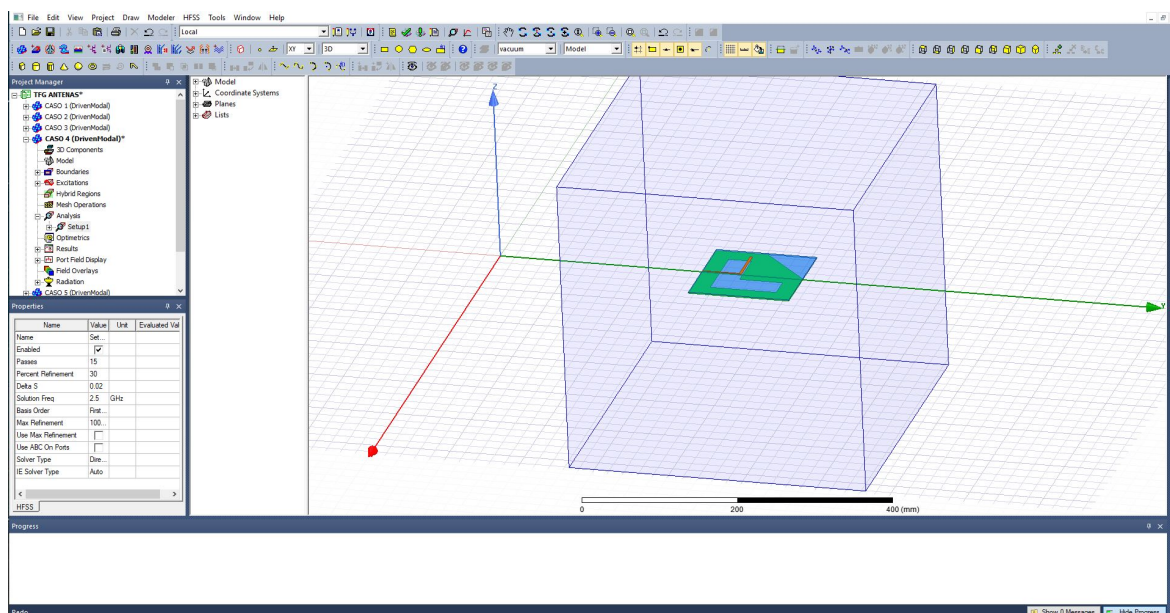 File Edit View Project Draw Modeler HFSS Tools Window Help
Local
XY 3D vacuum Model
Project Manager
TFG ANTENAS*
CASO 1 (DrivenModal)
CASO 2 (DrivenModal)
CASO 3 (DrivenModal)
CASO 4 (DrivenModal)*
3D Components
Model
Boundaries
Excitations
Hybrid Regions
Mesh Operations
Analysis
Setup1
Optimetrics
Results
Port Field Display
Field Overlays
Radiation
CASO 5 (DrivenModal)
Model
Coordinate Systems
Planes
Lists
Properties
Name Value Unit Evaluated Val
Name Set...
Enabled
Passes 15
Percent Refinement 30
Delta S 0.02
Solution Freq 2.5 GHz
Basis Order First...
Max Refinement 100...
Use Max Refinement
Use ABC On Ports
Solver Type Dire...
IE Solver Type Auto
HFSS
Z
Y
0 200 400 (mm)
Progress
Ready
Show 0 Messages Hide Progress